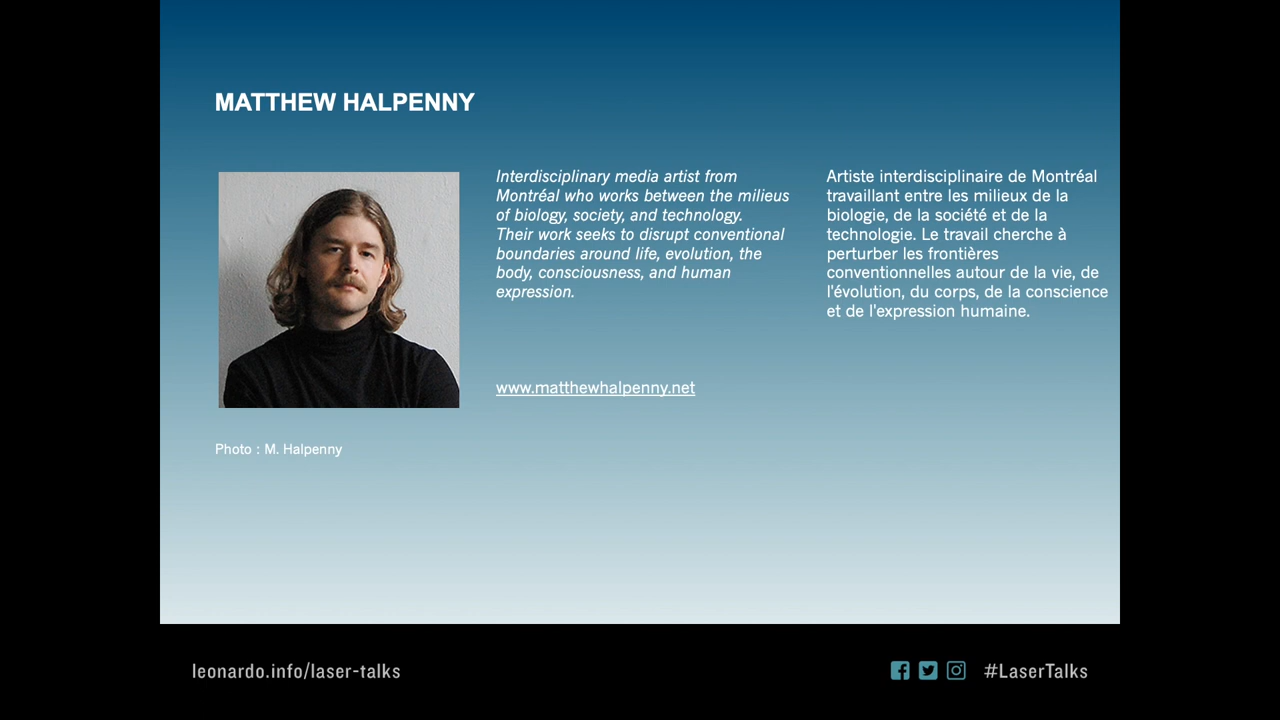 MATTHEW HALPENNY
Interdisciplinary media artist from
Montréal who works between the milieus
of biology, society, and technology.
Their work seeks to disrupt conventional
boundaries around life, evolution, the
body, consciousness, and human
expression.
www.matthewhalpenny.net
Artiste interdisciplinaire de Montréal
travaillant entre les milieux de la
biologie, de la société et de la
technologie. Le travail cherche à
perturber les frontières
conventionnelles autour de la vie, de
l'évolution, du corps, de la conscience
et de l'expression humaine.
Photo : M. Halpenny
leonardo.info/laser-talks
#LaserTalks